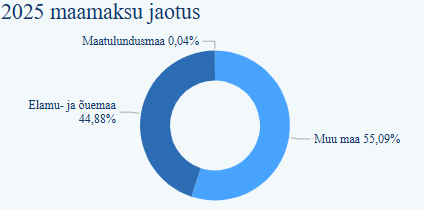 2025 maamaksu jaotus
Maatulundusmaa 0,04%
Elamu- ja õuemaa
44,88%
Muu maa 55,09%